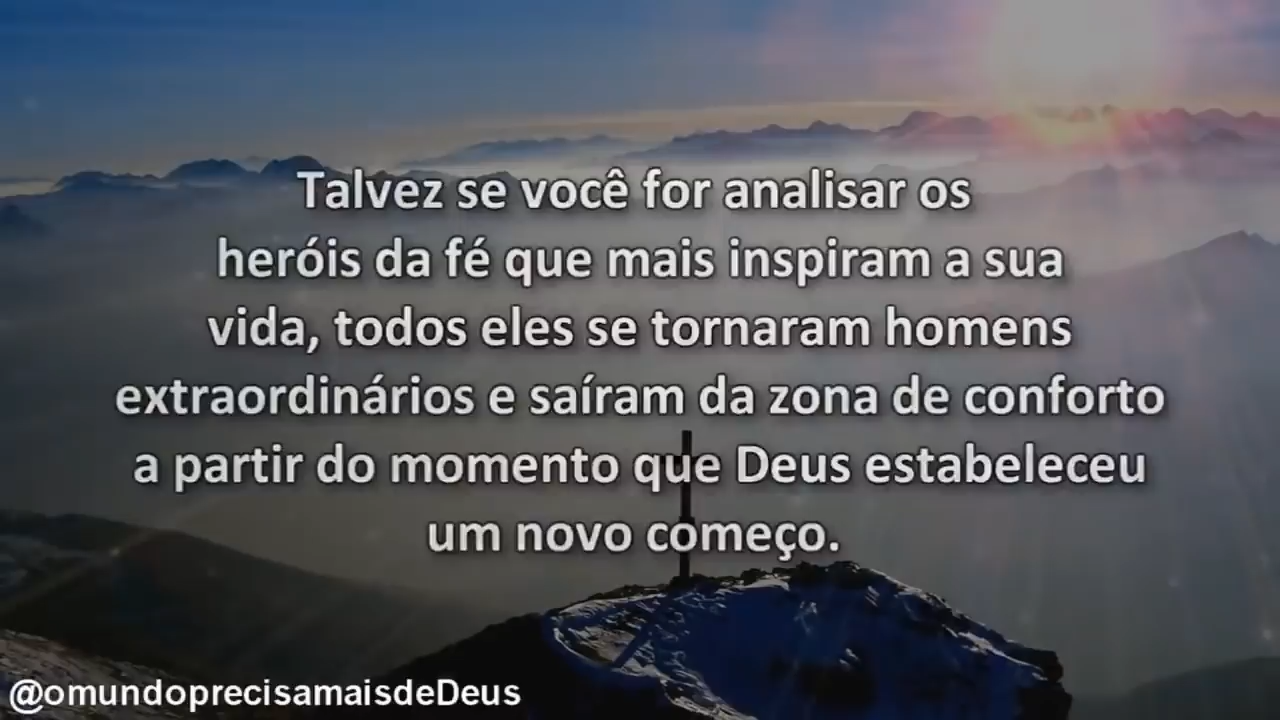 Talvez se você for analisar os
heróis da fé que mais inspiram a sua
vida, todos eles se tornaram homens
extraordinários e saíram da zona de conforto
a partir do momento que Deus estabeleceu
um novo começo.
@omundoprecisamaisdeDeus